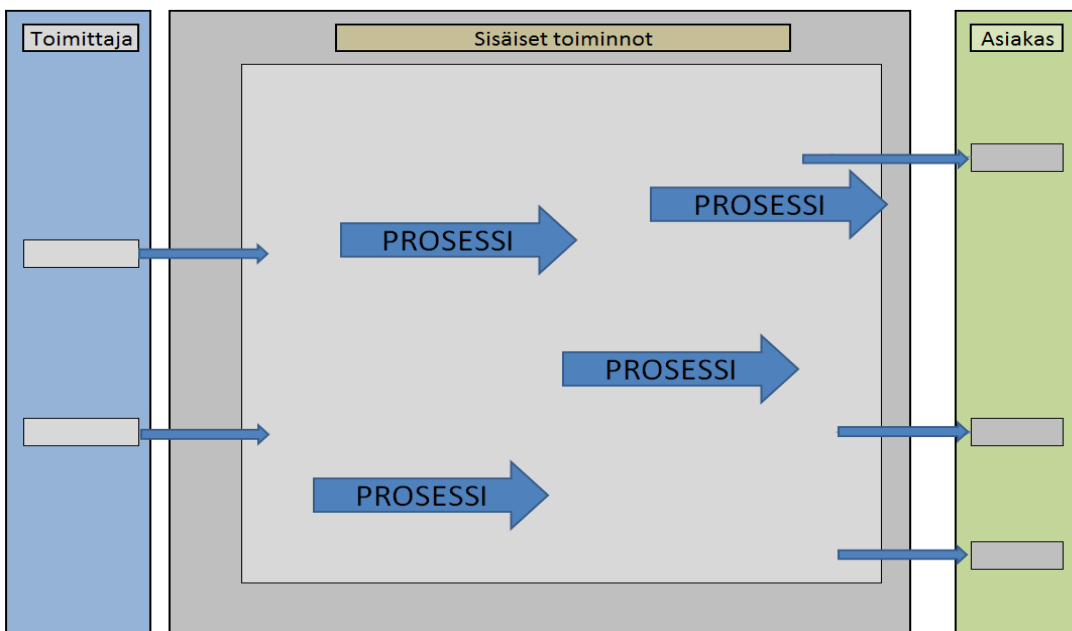 Toimittaja
Sisäiset toiminnot
Asiakas
PROSESSI
PROSESSI
PROSESSI
PROSESSI